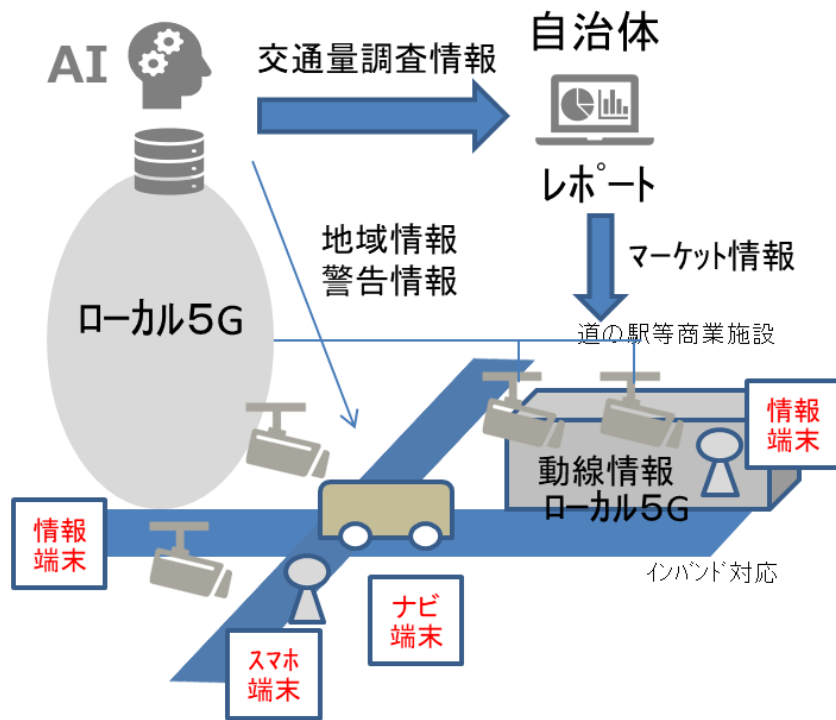 AI
交通量調査情報
自治体
レポート
地域情報
警告情報
マーケット情報
ローカル5G
道の駅等商業施設
情報
端末
動線情報
ローカル5G
情報
端末
インバンド対応
ナビ
端末
スマホ
端末